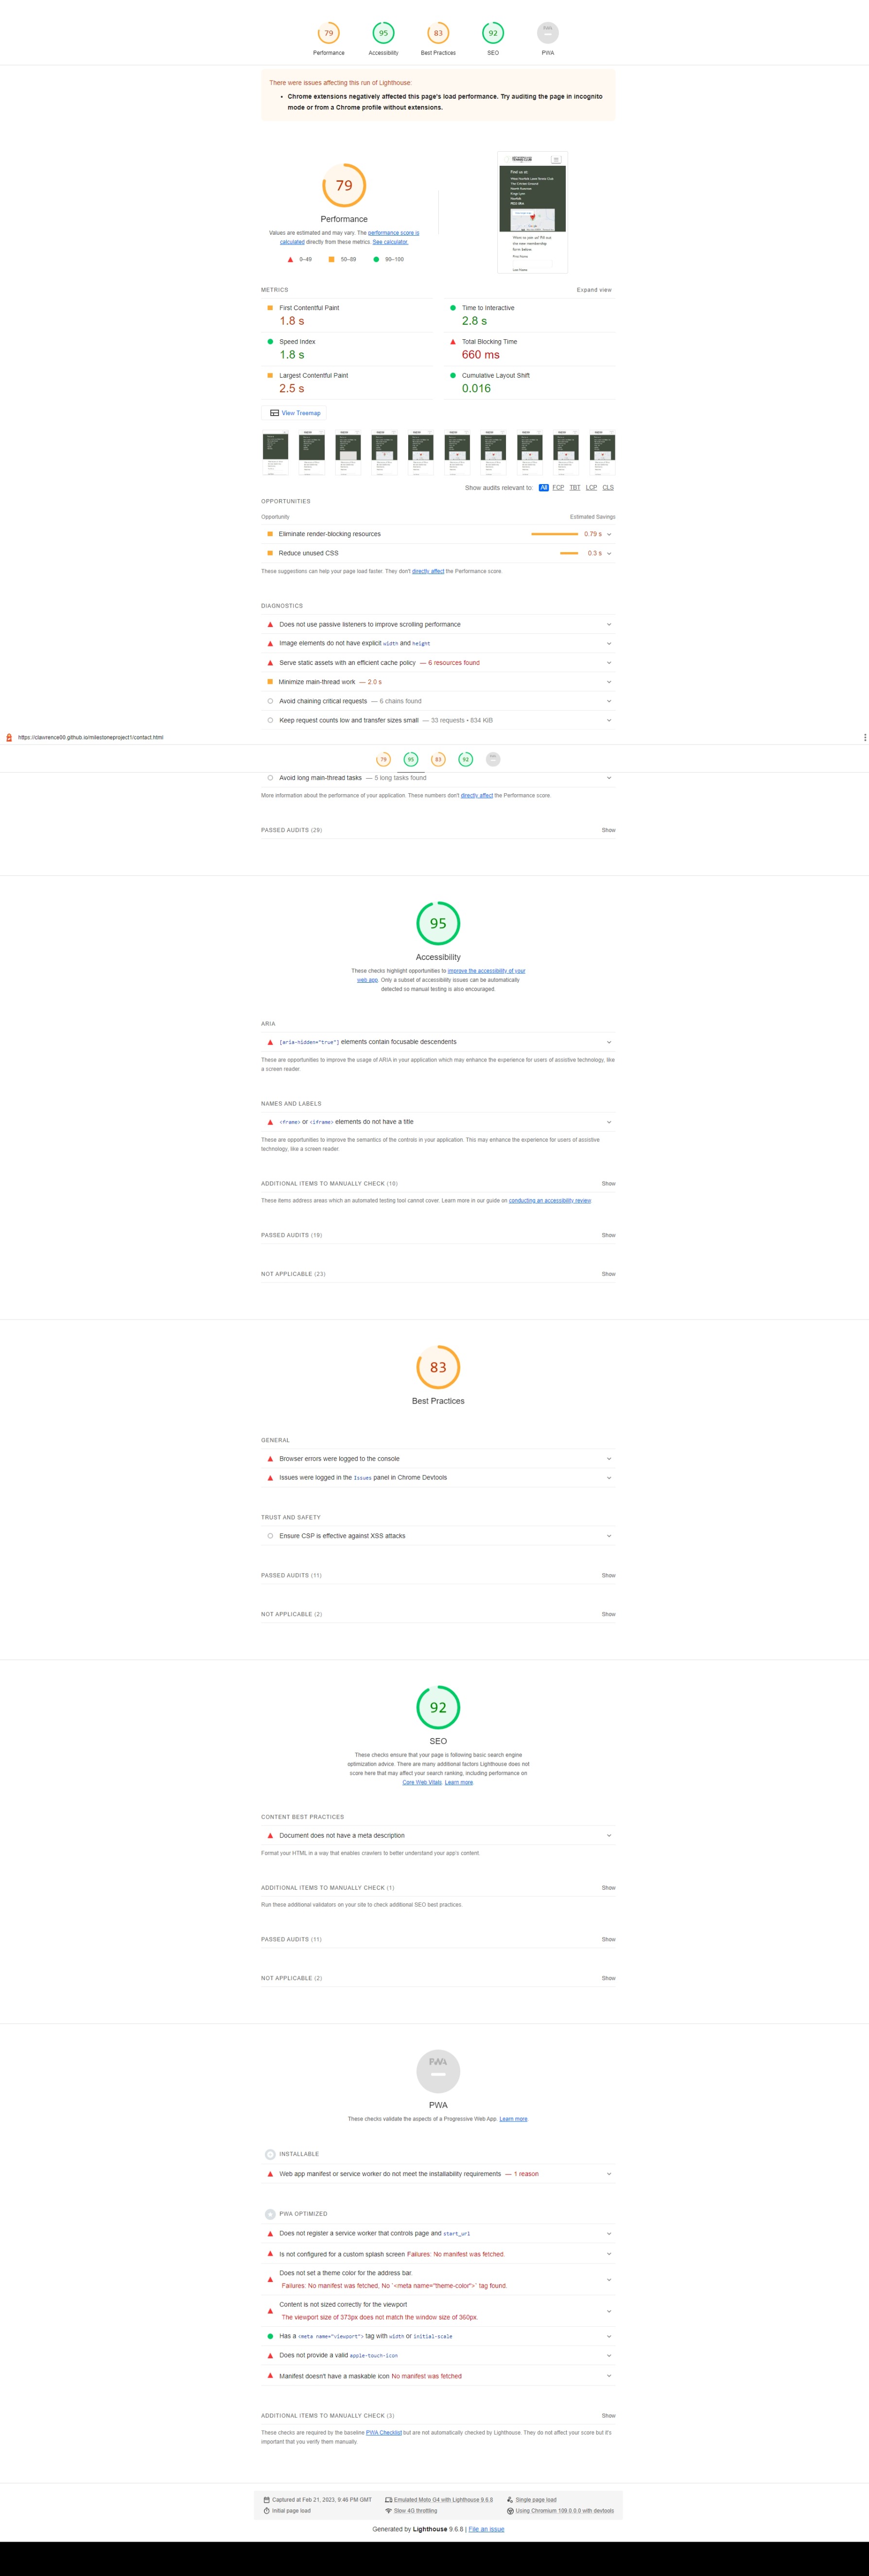 79
95
83
92
Performance
Accessibility
Best Practices
SEO
PWA
There were issues affecting this run of Lighthouse:
Chrome extensions negatively affected this page's load performance. Try auditing the page in incognito
mode or from a Chrome profile without extensions.
79
Performance
Values are estimated and may vary. The performance score is
calculated directly from these metrics. See calculator.
0–49
50–89
90–100
Find us at:
METRICS
Expand view
First Contentful Paint
1.8 s
Time to Interactive
2.8 s
Speed Index
1.8 s
Total Blocking Time
660 ms
Largest Contentful Paint
2.5 s
Cumulative Layout Shift
0.016
View Treemap
Show audits relevant to: All FCP TBT LCP CLS
OPPORTUNITIES
Opportunity
Estimated Savings
Eliminate render-blocking resources
0.79 s
Reduce unused CSS
0.3 s
These suggestions can help your page load faster. They don't directly affect the Performance score.
DIAGNOSTICS
Does not use passive listeners to improve scrolling performance
Image elements do not have explicit width and height
Serve static assets with an efficient cache policy — 6 resources found
Minimize main-thread work — 2.0 s
Avoid chaining critical requests — 6 chains found
Keep request counts low and transfer sizes small — 33 requests • 834 KiB
https://clawrence00.github.io/milestoneproject1/contact.html
79
95
83
92
Avoid long main-thread tasks — 5 long tasks found
More information about the performance of your application. These numbers don't directly affect the Performance score.
PASSED AUDITS (29)
Show
95
Accessibility
These checks highlight opportunities to improve the accessibility of your
web app. Only a subset of accessibility issues can be automatically
detected so manual testing is also encouraged.
ARIA
[aria-hidden="true"] elements contain focusable descendents
These are opportunities to improve the usage of ARIA in your application which may enhance the experience for users of assistive technology, like
a screen reader.
NAMES AND LABELS
<frame> or <iframe> elements do not have a title
These are opportunities to improve the semantics of the controls in your application. This may enhance the experience for users of assistive
technology, like a screen reader.
ADDITIONAL ITEMS TO MANUALLY CHECK (10)
Show
These items address areas which an automated testing tool cannot cover. Learn more in our guide on conducting an accessibility review.
PASSED AUDITS (19)
Show
NOT APPLICABLE (23)
Show
83
Best Practices
GENERAL
Browser errors were logged to the console
Issues were logged in the Issues panel in Chrome Devtools
TRUST AND SAFETY
Ensure CSP is effective against XSS attacks
PASSED AUDITS (11)
Show
NOT APPLICABLE (2)
Show
92
SEO
These checks ensure that your page is following basic search engine
optimization advice. There are many additional factors Lighthouse does not
score here that may affect your search ranking, including performance on
Core Web Vitals. Learn more.
CONTENT BEST PRACTICES
Document does not have a meta description
Format your HTML in a way that enables crawlers to better understand your app's content.
ADDITIONAL ITEMS TO MANUALLY CHECK (1)
Show
Run these additional validators on your site to check additional SEO best practices.
PASSED AUDITS (11)
Show
NOT APPLICABLE (2)
Show
PWA
PWA
These checks validate the aspects of a Progressive Web App. Learn more.
INSTALLABLE
Web app manifest or service worker do not meet the installability requirements — 1 reason
PWA OPTIMIZED
Does not register a service worker that controls page and start_url
Is not configured for a custom splash screen Failures: No manifest was fetched.
Does not set a theme color for the address bar.
Failures: No manifest was fetched, No `<meta name="theme-color">` tag found.
Content is not sized correctly for the viewport
The viewport size of 373px does not match the window size of 360px.
Has a <meta name="viewport"> tag with width or initial-scale
Does not provide a valid apple-touch-icon
Manifest doesn't have a maskable icon No manifest was fetched
ADDITIONAL ITEMS TO MANUALLY CHECK (3)
Show
These checks are required by the baseline PWA Checklist but are not automatically checked by Lighthouse. They do not affect your score but it's
important that you verify them manually.
Captured at Feb 21, 2023, 9:46 PM GMT
Emulated Moto G4 with Lighthouse 9.6.8
Single page load
Initial page load
Slow 4G throttling
Using Chromium 109.0.0.0 with devtools
Generated by Lighthouse 9.6.8 | File an issue